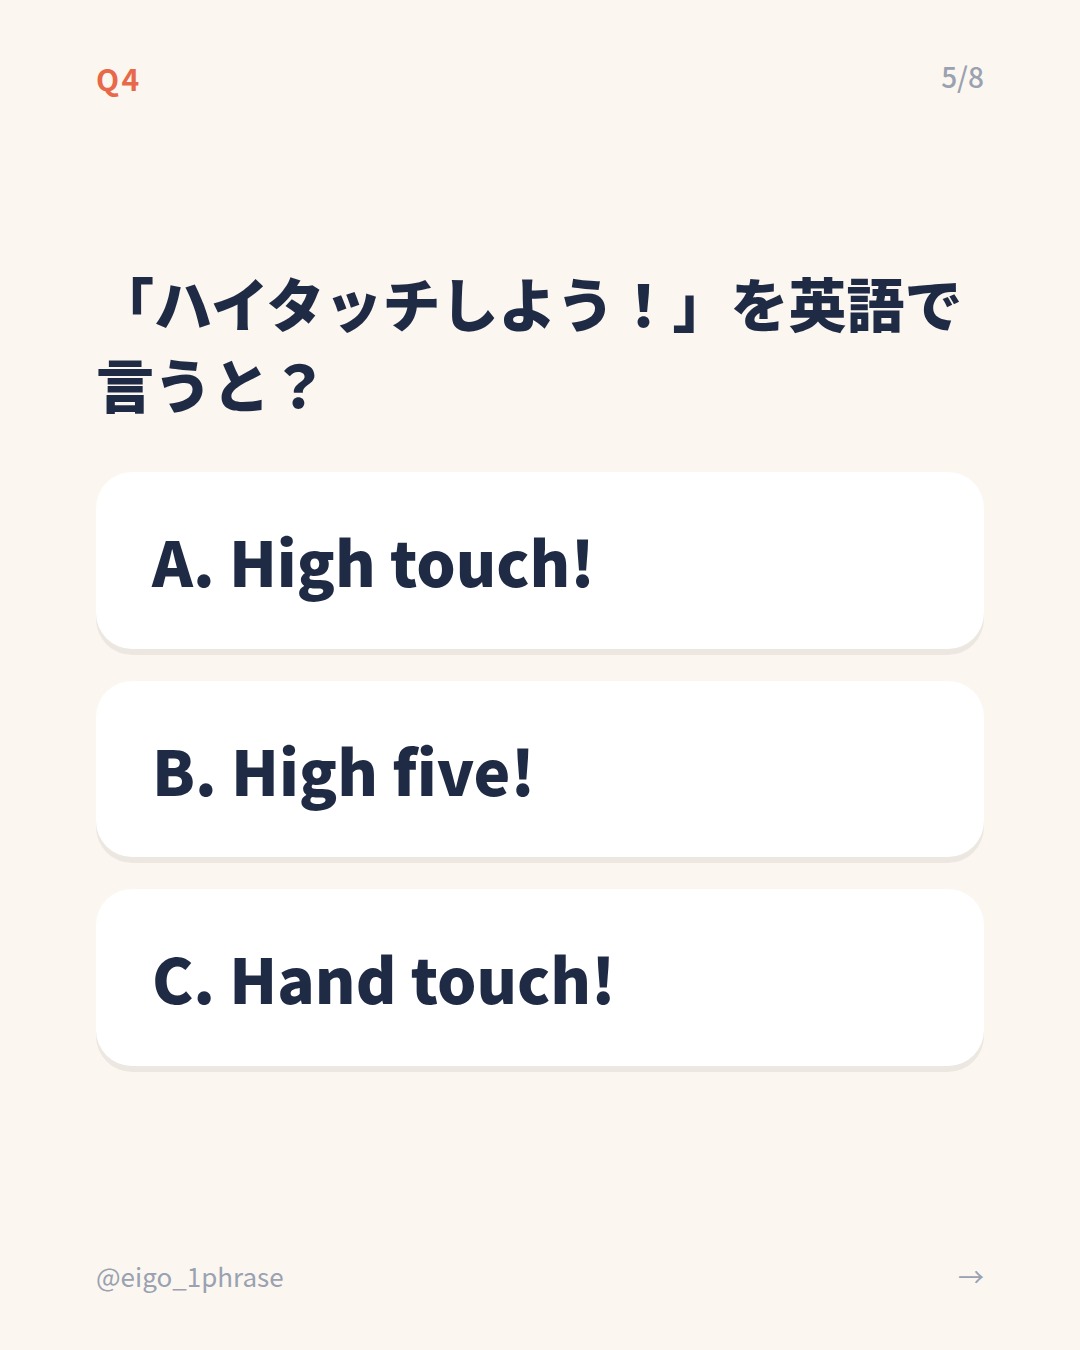 Q4
5/8
「ハイタッチしよう！」を英語で
言うと？
A. High touch!
B. High five!
C. Hand touch!
@eigo_1phrase
→